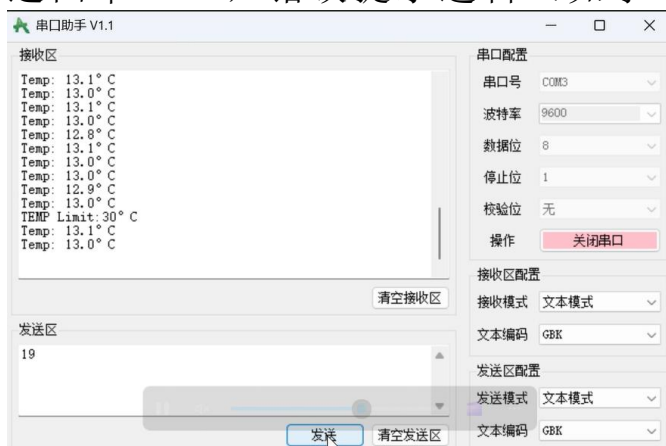 串口助手 V1.1
接收区
Temp: 13.1°C
Temp: 13.0°C
Temp: 13.1°C
Temp: 13.0°C
Temp: 12.8°C
Temp: 13.1°C
Temp: 13.0°C
Temp: 13.0°C
Temp: 12.9°C
Temp: 13.0°C
TEMP Limit:30°C
Temp: 13.1°C
Temp: 13.0°C
清空接收区
发送区
19
发送 清空发送区
串口配置
串口号 COM3
波特率 9600
数据位 8
停止位 1
校验位 无
操作 关闭串口
接收区配置
接收模式 文本模式
文本编码 GBK
发送区配置
发送模式 文本模式
文本编码 GBK